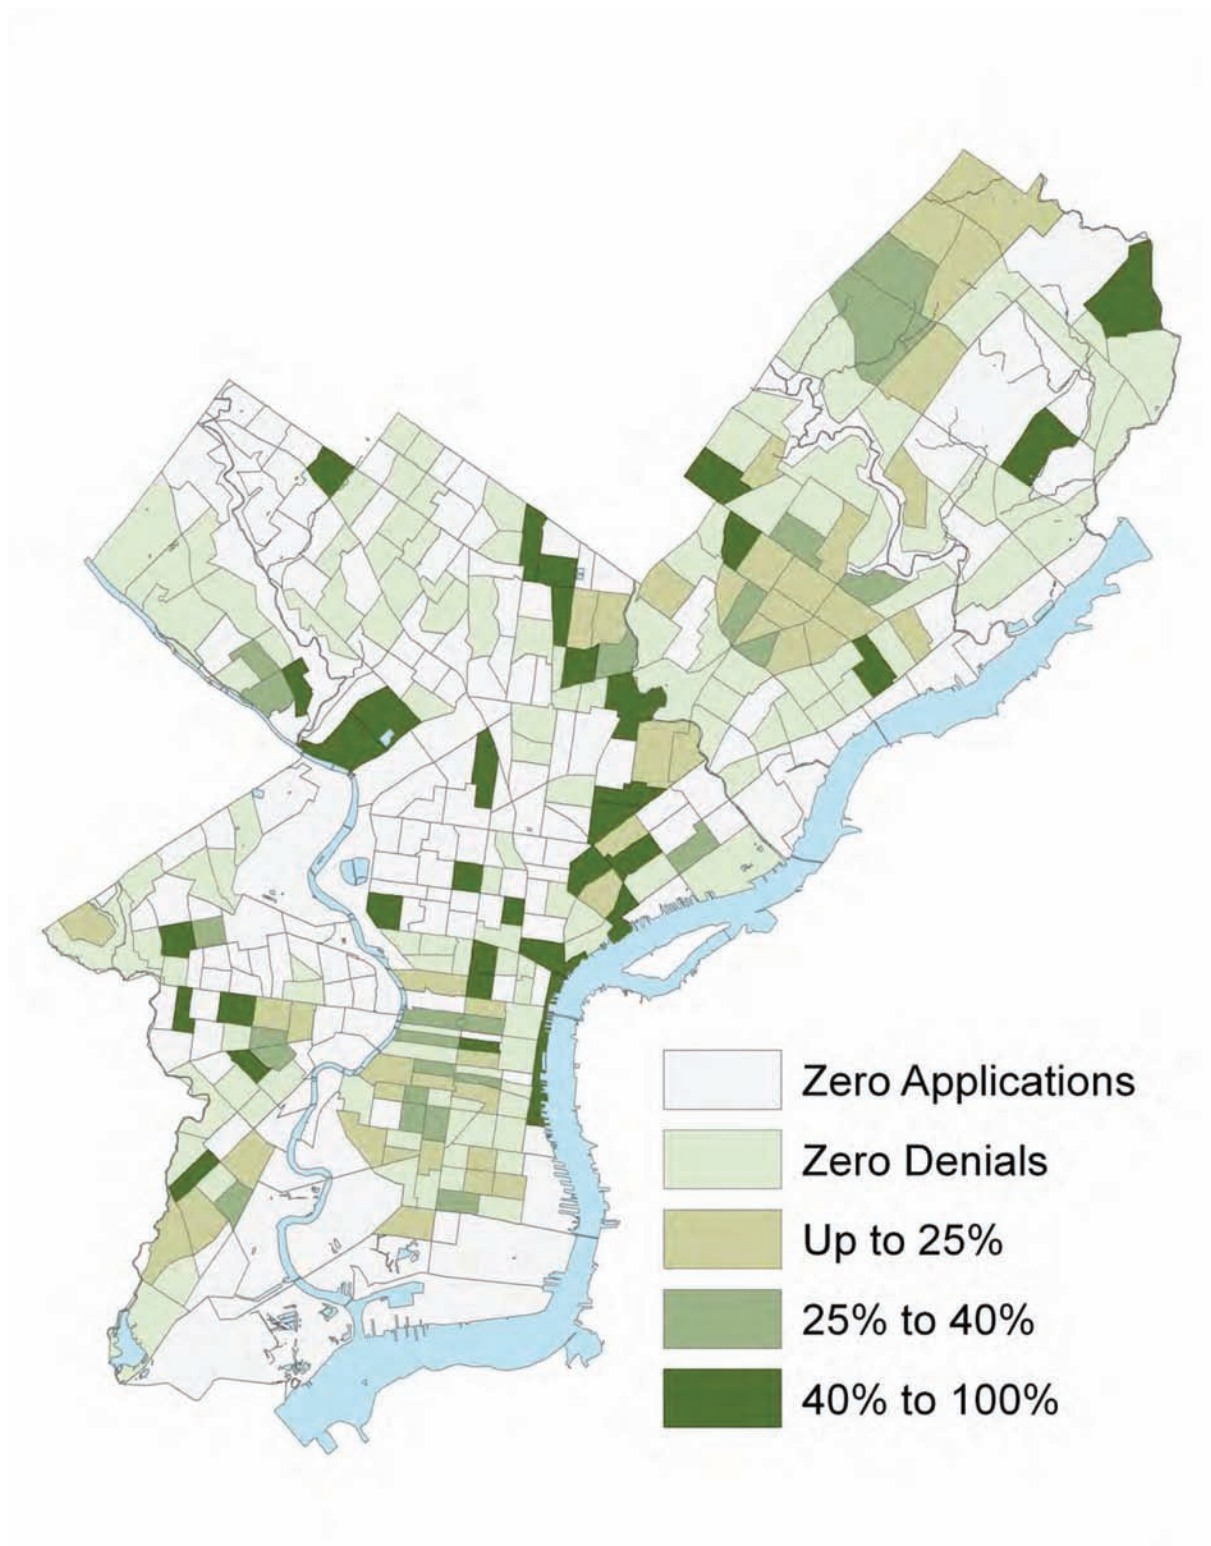 Zero Applications
Zero Denials
Up to 25%
25% to 40%
40% to 100%